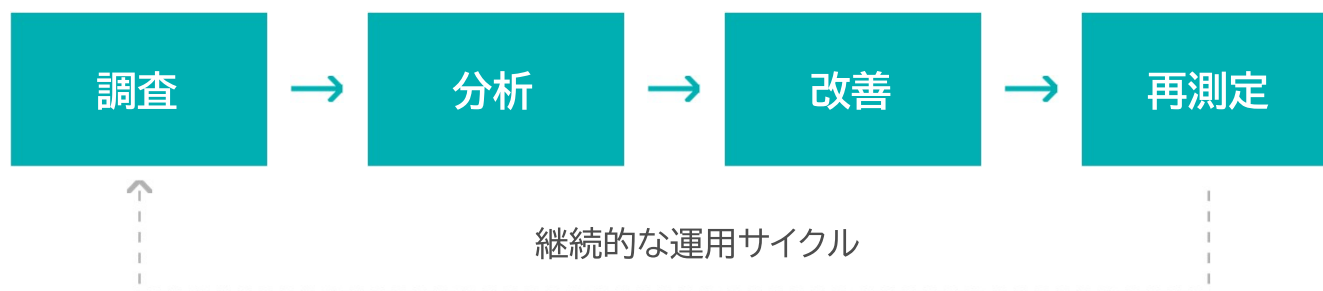 調査 → 分析 → 改善 → 再測定
継続的な運用サイクル